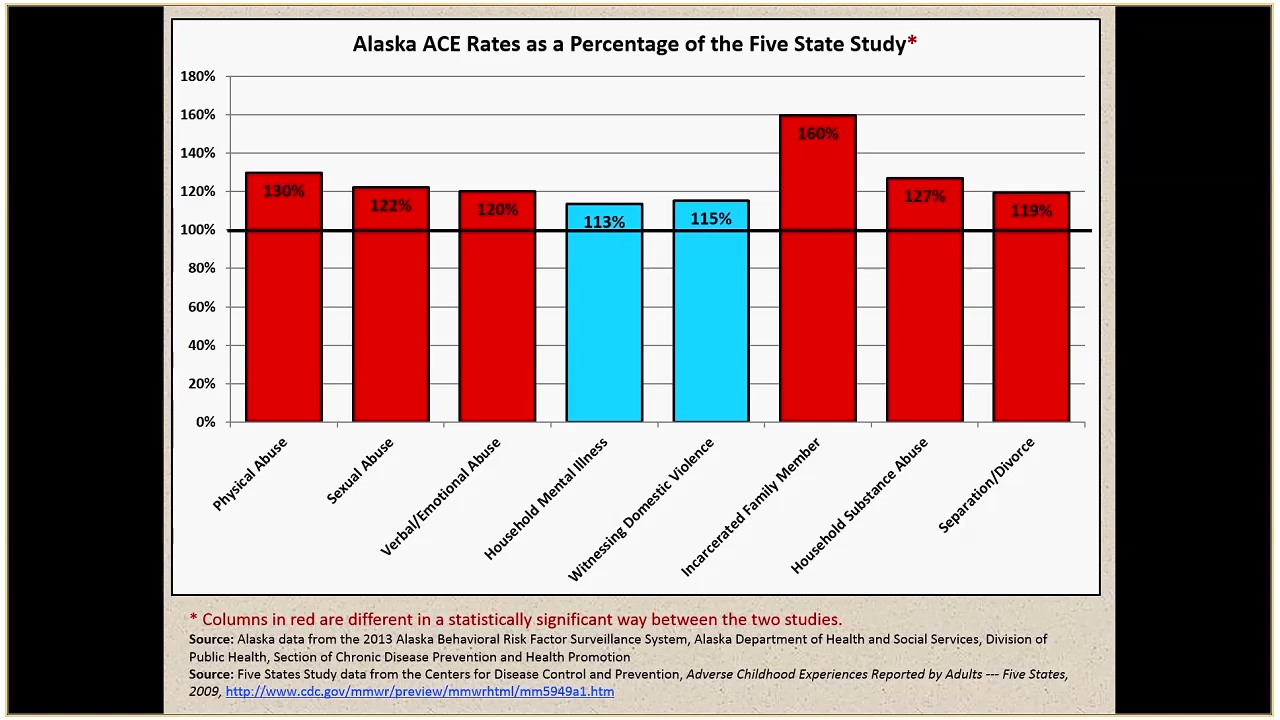 Alaska ACE Rates as a Percentage of the Five State Study*
180%
160%
140%
120%
100%
80%
60%
40%
20%
0%
130%
122%
120%
113%
115%
160%
127%
119%
Physical Abuse
Sexual Abuse
Verbal/Emotional Abuse
Household Mental Illness
Witnessing Domestic Violence
Incarcerated Family Member
Household Substance Abuse
Separation/Divorce
* Columns in red are different in a statistically significant way between the two studies.
Source: Alaska data from the 2013 Alaska Behavioral Risk Factor Surveillance System, Alaska Department of Health and Social Services, Division of
Public Health, Section of Chronic Disease Prevention and Health Promotion
Source: Five States Study data from the Centers for Disease Control and Prevention, Adverse Childhood Experiences Reported by Adults --- Five States,
2009, http://www.cdc.gov/mmwr/preview/mmwrhtml/mm5949a1.htm